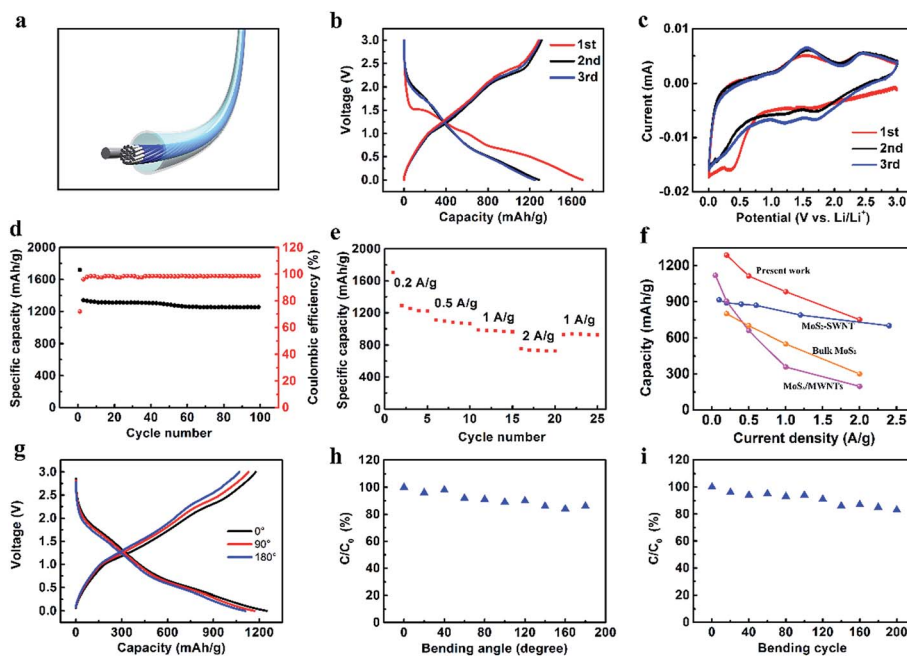 a
b
3.0
2.5
2.0
1.5
1.0
0.5
0.0
Voltage (V)
1st
2nd
3rd
0 400 800 1200 1600
Capacity (mAh/g)
c
0.005
0.00
-0.01
-0.02
Current (mA)
1st
2nd
3rd
0.0 0.5 1.0 1.5 2.0 2.5 3.0
Potential (V vs. Li/Li⁺)
d
2000
1600
1200
800
400
0
Specific capacity (mAh/g)
120
100
80
60
40
20
0
Coulombic efficiency (%)
0 20 40 60 80 100
Cycle number
e
2000
1600
1200
800
400
0
Specific capacity (mAh/g)
0.2 A/g
0.5 A/g
1 A/g
2 A/g
1 A/g
0 5 10 15 20 25
Cycle number
f
1200
900
600
300
0
Capacity (mAh/g)
Present work
MoS₂-SWNT
Bulk MoS₂
MoSₓ/MWNTs
0.0 0.5 1.0 1.5 2.0 2.5
Current density (A/g)
g
3.0
2.5
2.0
1.5
1.0
0.5
0.0
Voltage (V)
0°
90°
180°
0 300 600 900 1200
Capacity (mAh/g)
h
120
100
80
60
40
20
0
C/C₀ (%)
0 40 80 120 160 200
Bending angle (degree)
i
120
100
80
60
40
20
0
C/C₀ (%)
0 40 80 120 160 200
Bending cycle